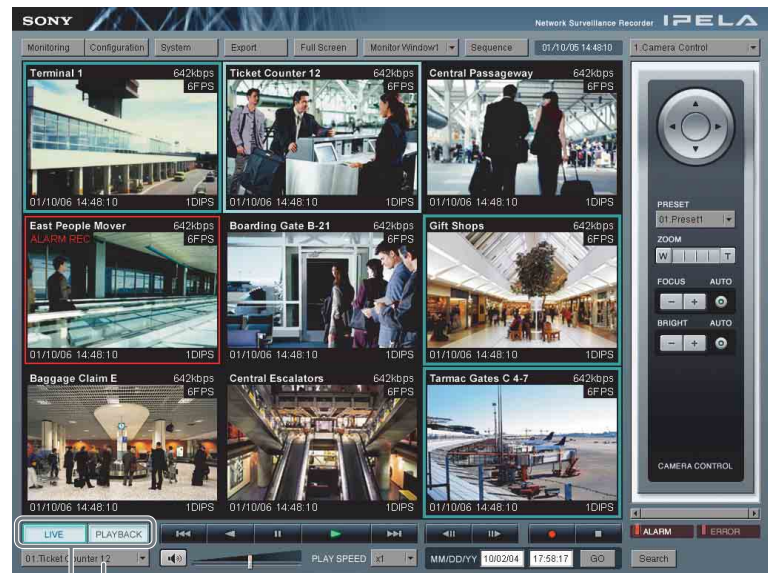 SONY
Network Surveillance Recorder IPELA
Monitoring Configuration System Export Full Screen Monitor Window1 Sequence 01/10/05 14:48:10 1.Camera Control
Terminal 1 642kbps
6FPS
01/10/06 14:48:10 1DIPS
Ticket Counter 12 642kbps
6FPS
01/10/06 14:48:10 1DIPS
Central Passageway 642kbps
6FPS
01/10/06 14:48:10 1DIPS
East People Mover 642kbps
ALARM REC 6FPS
01/10/06 14:48:10 1DIPS
Boarding Gate B-21 642kbps
6FPS
01/10/06 14:48:10 1DIPS
Gift Shops 642kbps
6FPS
01/10/06 14:48:10 1DIPS
Baggage Claim E 642kbps
6FPS
01/10/06 14:48:10 1DIPS
Central Escalators 642kbps
6FPS
01/10/06 14:48:10 1DIPS
Tarmac Gates C 4-7 642kbps
6FPS
01/10/06 14:48:10 1DIPS
PRESET
01.Preset1
ZOOM
W T
FOCUS AUTO
- +
BRIGHT AUTO
- +
CAMERA CONTROL
LIVE PLAYBACK
ALARM ERROR
01:Ticket Counter 12 PLAY SPEED x1 MM/DD/YY 10/02/04 17:58:17 GO Search